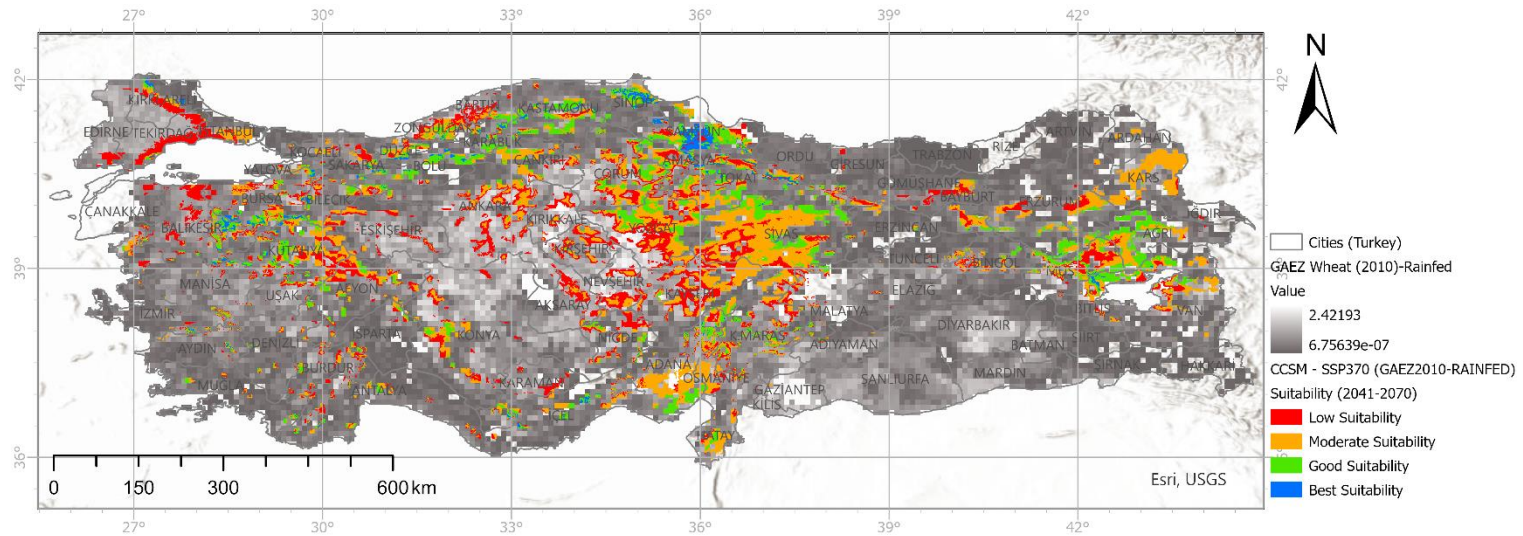 27° 30° 33° 36° 39° 42°
N
42° 42°
KIRKLARELİ BARTIN KASTAMONU SİNOP
EDİRNE TEKİRDAĞ İSTANBUL ZONGULDAK SAMSUN ARTVİN ARDAHAN
KOCAELİ SAKARYA DÜZCE BOLU KARABÜK ÇANKIRI AMASYA ORDU GİRESUN TRABZON RİZE
YALOVA ÇORUM TOKAT GÜMÜŞHANE KARS
ÇANAKKALE BURSA BİLECİK ANKARA KIRIKKALE BAYBURT ERZURUM IĞDIR
BALIKESİR ESKİŞEHİR YOZGAT SİVAS ERZİNCAN AĞRI
KÜTAHYA KIRŞEHİR TUNCELİ BİNGÖL MUŞ
39°
MANİSA UŞAK AFYON NEVŞEHİR KAYSERİ ELAZIĞ
İZMİR AKSARAY MALATYA BİTLİS VAN
AYDIN DENİZLİ ISPARTA KONYA NİĞDE K.MARAS DİYARBAKIR BATMAN SİİRT
BURDUR ADIYAMAN
MUĞLA ANTALYA KARAMAN ADANA OSMANİYE GAZİANTEP SANLIURFA MARDİN SIRNAK
İCEL KİLİS
HATAY
36°
0 150 300 600 km
Esri, USGS
27° 30° 33° 36° 39° 42°
Cities (Turkey)
GAEZ Wheat (2010)-Rainfed
Value
2.42193
6.75639e-07
CCSM - SSP370 (GAEZ2010-RAINFED)
Suitability (2041-2070)
Low Suitability
Moderate Suitability
Good Suitability
Best Suitability